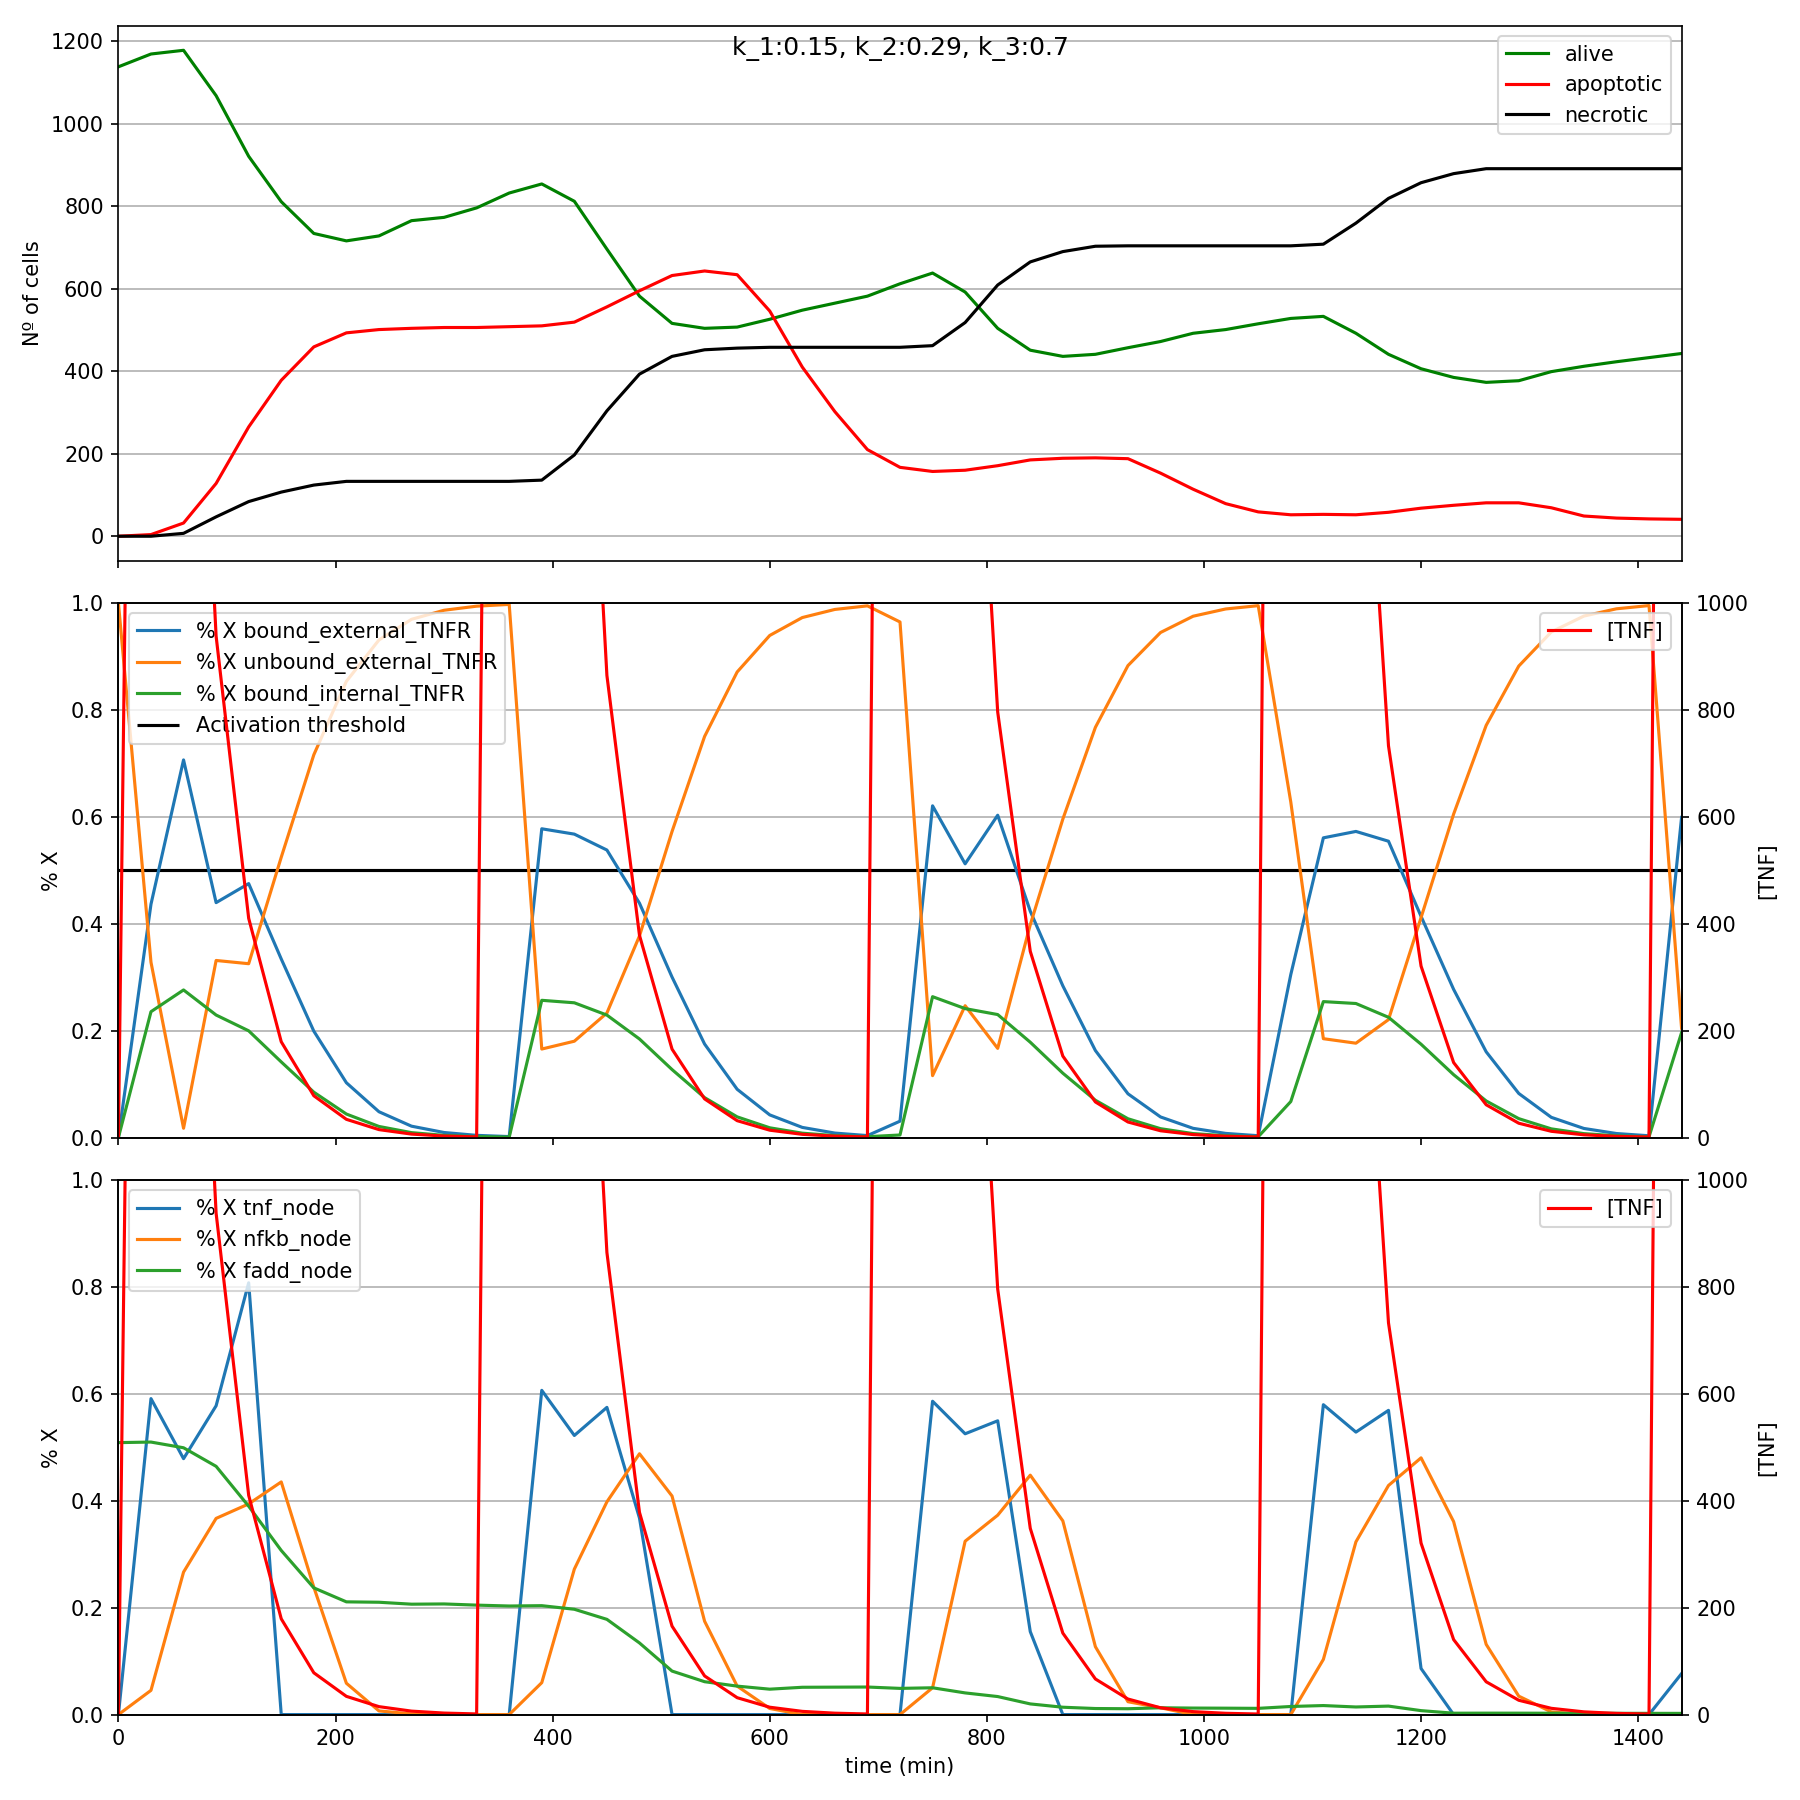 k_1:0.15, k_2:0.29, k_3:0.7
alive
apoptotic
necrotic
1200
1000
800
600
400
200
0
Nº of cells
1.0
0.8
0.6
0.4
0.2
0.0
% X
% X bound_external_TNFR
% X unbound_external_TNFR
% X bound_internal_TNFR
Activation threshold
[TNF]
1000
800
600
400
200
0
[TNF]
1.0
0.8
0.6
0.4
0.2
0.0
% X
% X tnf_node
% X nfkb_node
% X fadd_node
[TNF]
1000
800
600
400
200
0
[TNF]
0 200 400 600 800 1000 1200 1400
time (min)